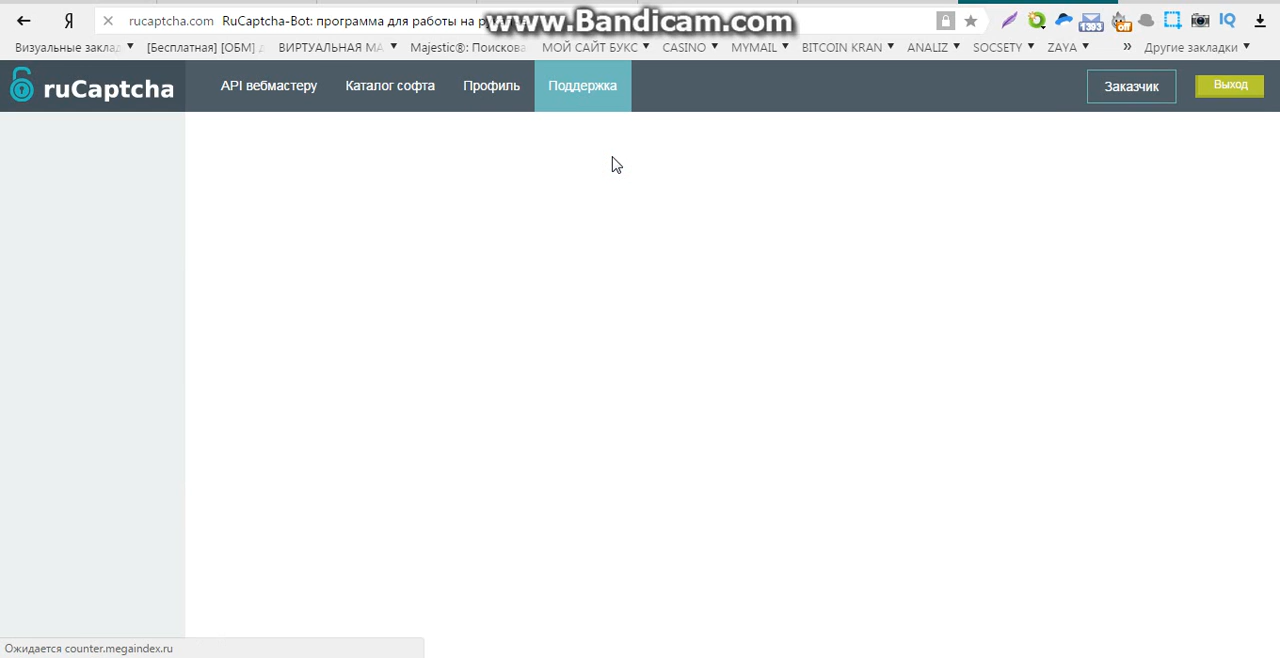 www.Bandicam.com
Я rucaptcha.com RuCaptcha-Bot: программа для работы на
Визуальные заклад [Бесплатная] [ОБМ] ВИРТУАЛЬНАЯ МА Majestic®: Поискова МОЙ САЙТ БУКС CASINO MYMAIL BITCOIN KRAN ANALIZ SOCSETY ZAYA » Другие закладки
ruCaptcha API вебмастеру Каталог софта Профиль Поддержка Заказчик Выход
Ожидается counter.megaindex.ru